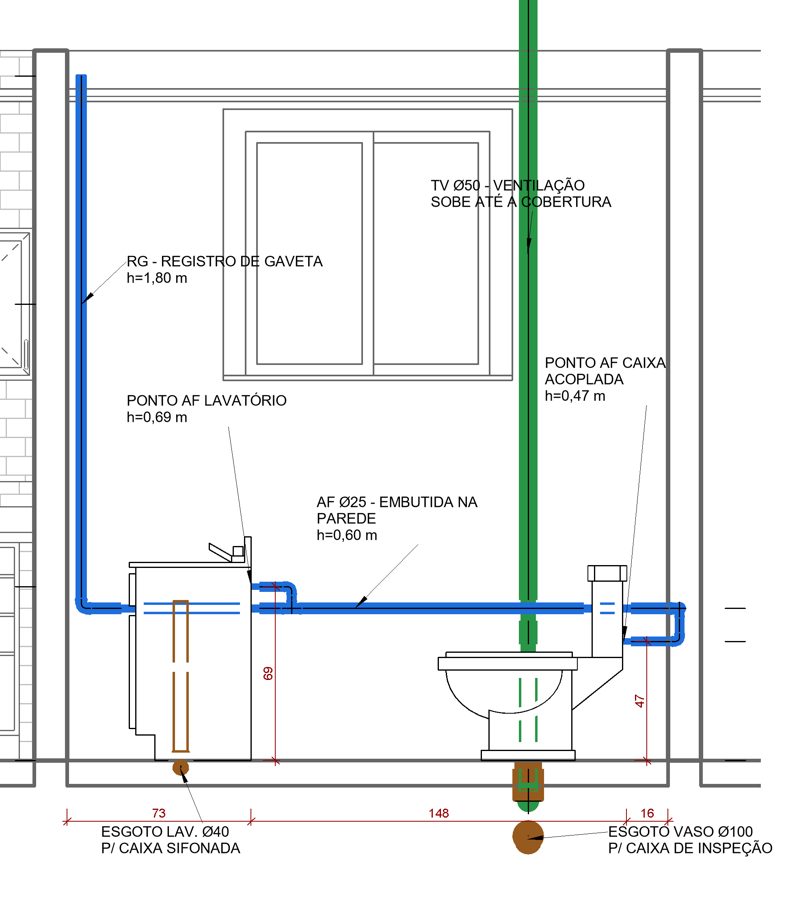 TV Ø50 - VENTILAÇÃO
SOBE ATÉ A COBERTURA
RG - REGISTRO DE GAVETA
h=1,80 m
PONTO AF CAIXA
ACOPLADA
h=0,47 m
PONTO AF LAVATÓRIO
h=0,69 m
AF Ø25 - EMBUTIDA NA
PAREDE
h=0,60 m
69
47
73
148
16
ESGOTO LAV. Ø40
P/ CAIXA SIFONADA
ESGOTO VASO Ø100
P/ CAIXA DE INSPEÇÃO